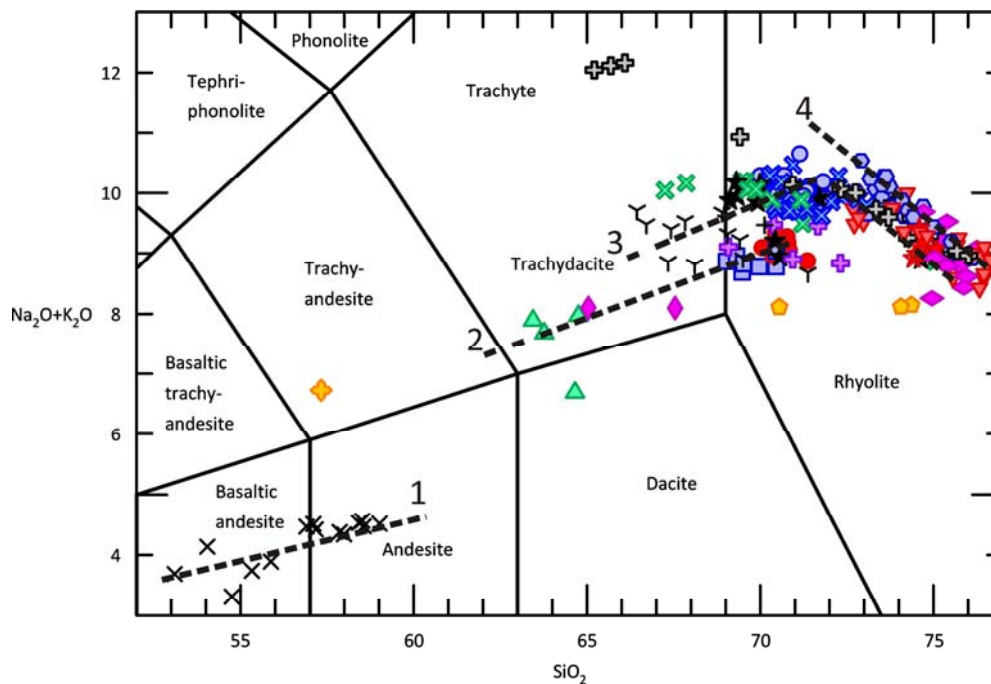 Phonolite
12
Tephri-
phonolite
Trachyte
4
10
3
Trachydacite
Trachy-
andesite
Na₂O+K₂O
8
2
Basaltic
trachy-
andesite
Rhyolite
6
Basaltic
andesite
1
Dacite
4
Andesite
55
60
65
70
75
SiO₂